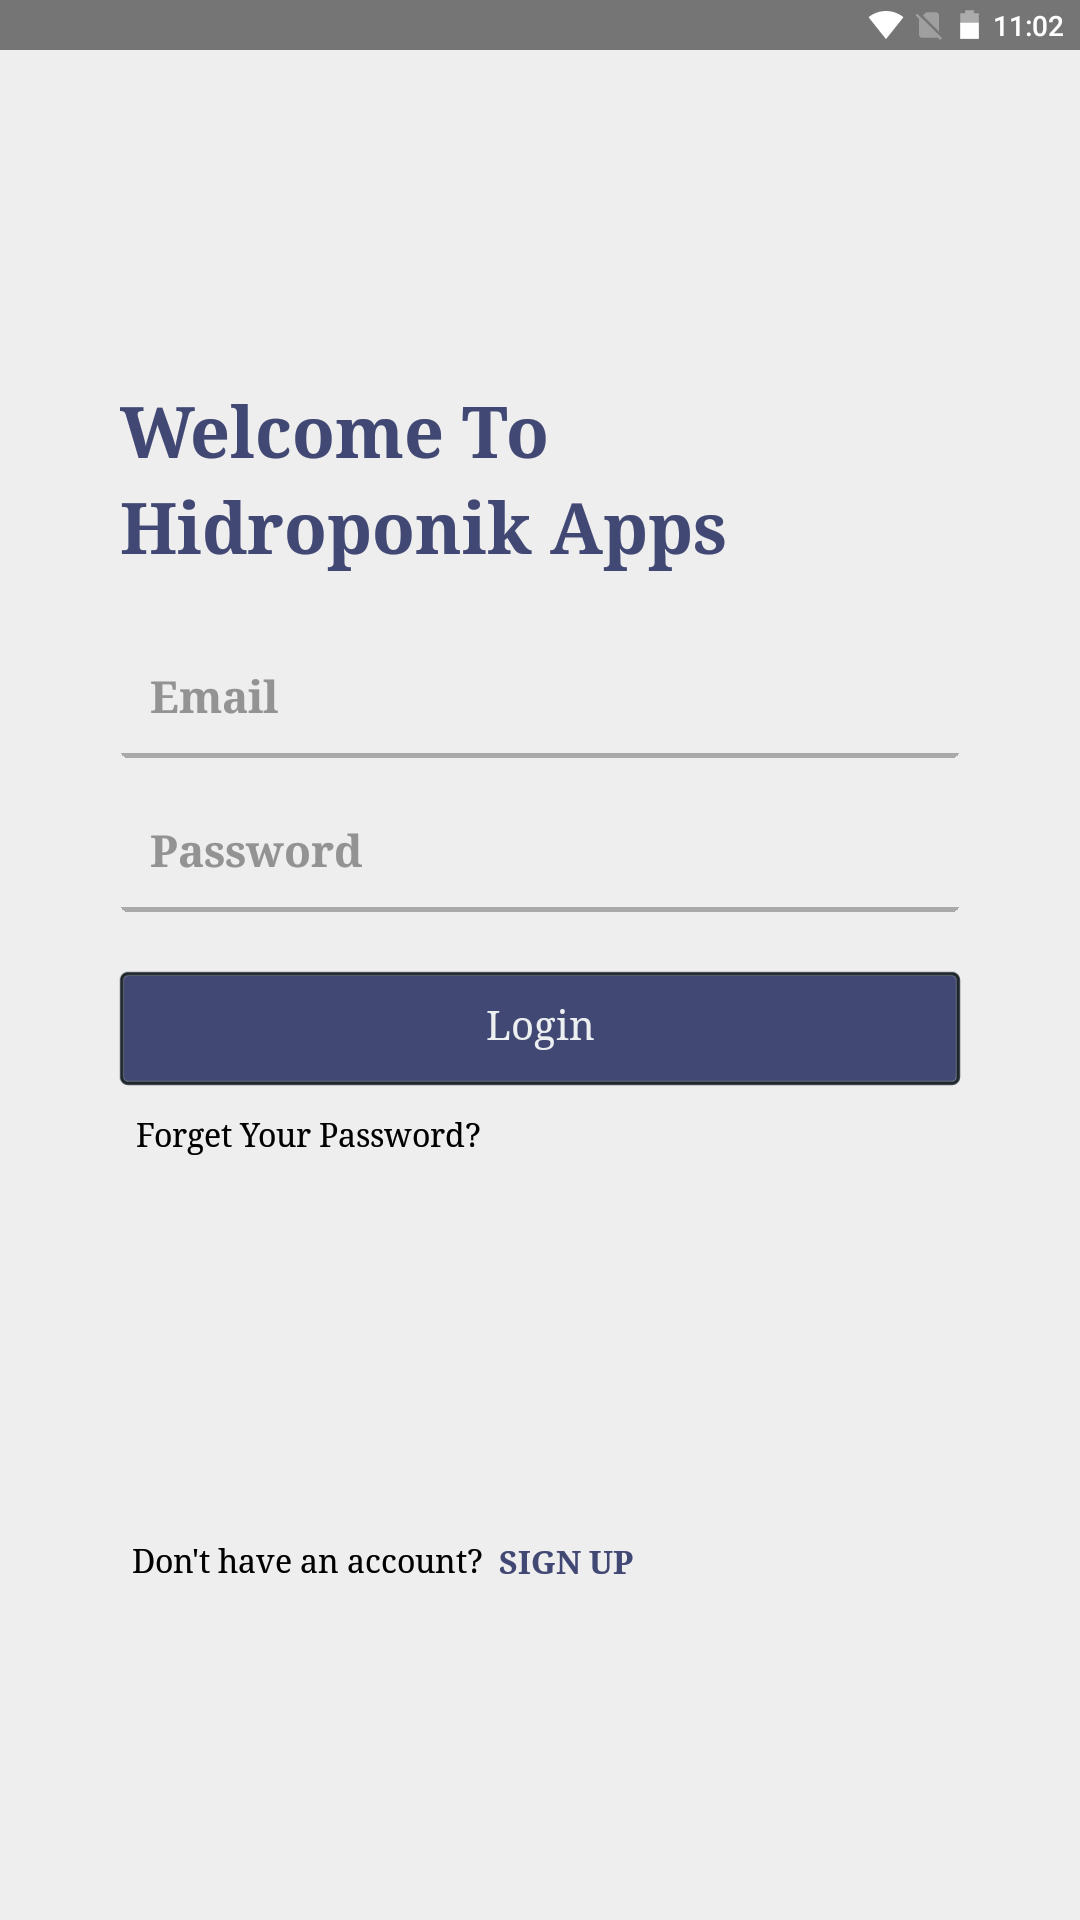 11:02
Welcome To
Hidroponik Apps
Email
Password
Login
Forget Your Password?
Don't have an account? SIGN UP